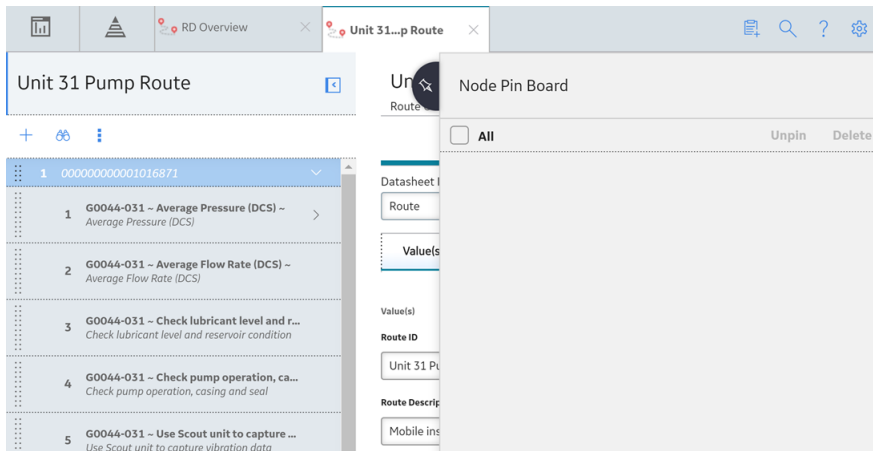 RD Overview
Unit 31...p Route
Unit 31 Pump Route
1 000000000001016871
1 G0044-031 ~ Average Pressure (DCS) ~
Average Pressure (DCS)
2 G0044-031 ~ Average Flow Rate (DCS) ~
Average Flow Rate (DCS)
3 G0044-031 ~ Check lubricant level and r...
Check lubricant level and reservoir condition
4 G0044-031 ~ Check pump operation, ca...
Check pump operation, casing and seal
5 G0044-031 ~ Use Scout unit to capture ...
Use Scout unit to capture vibration data
Un
Route
Datasheet
Route
Value(s
Value(s)
Route ID
Unit 31 Pu
Route Descrip
Mobile ins
Node Pin Board
All
Unpin
Delete